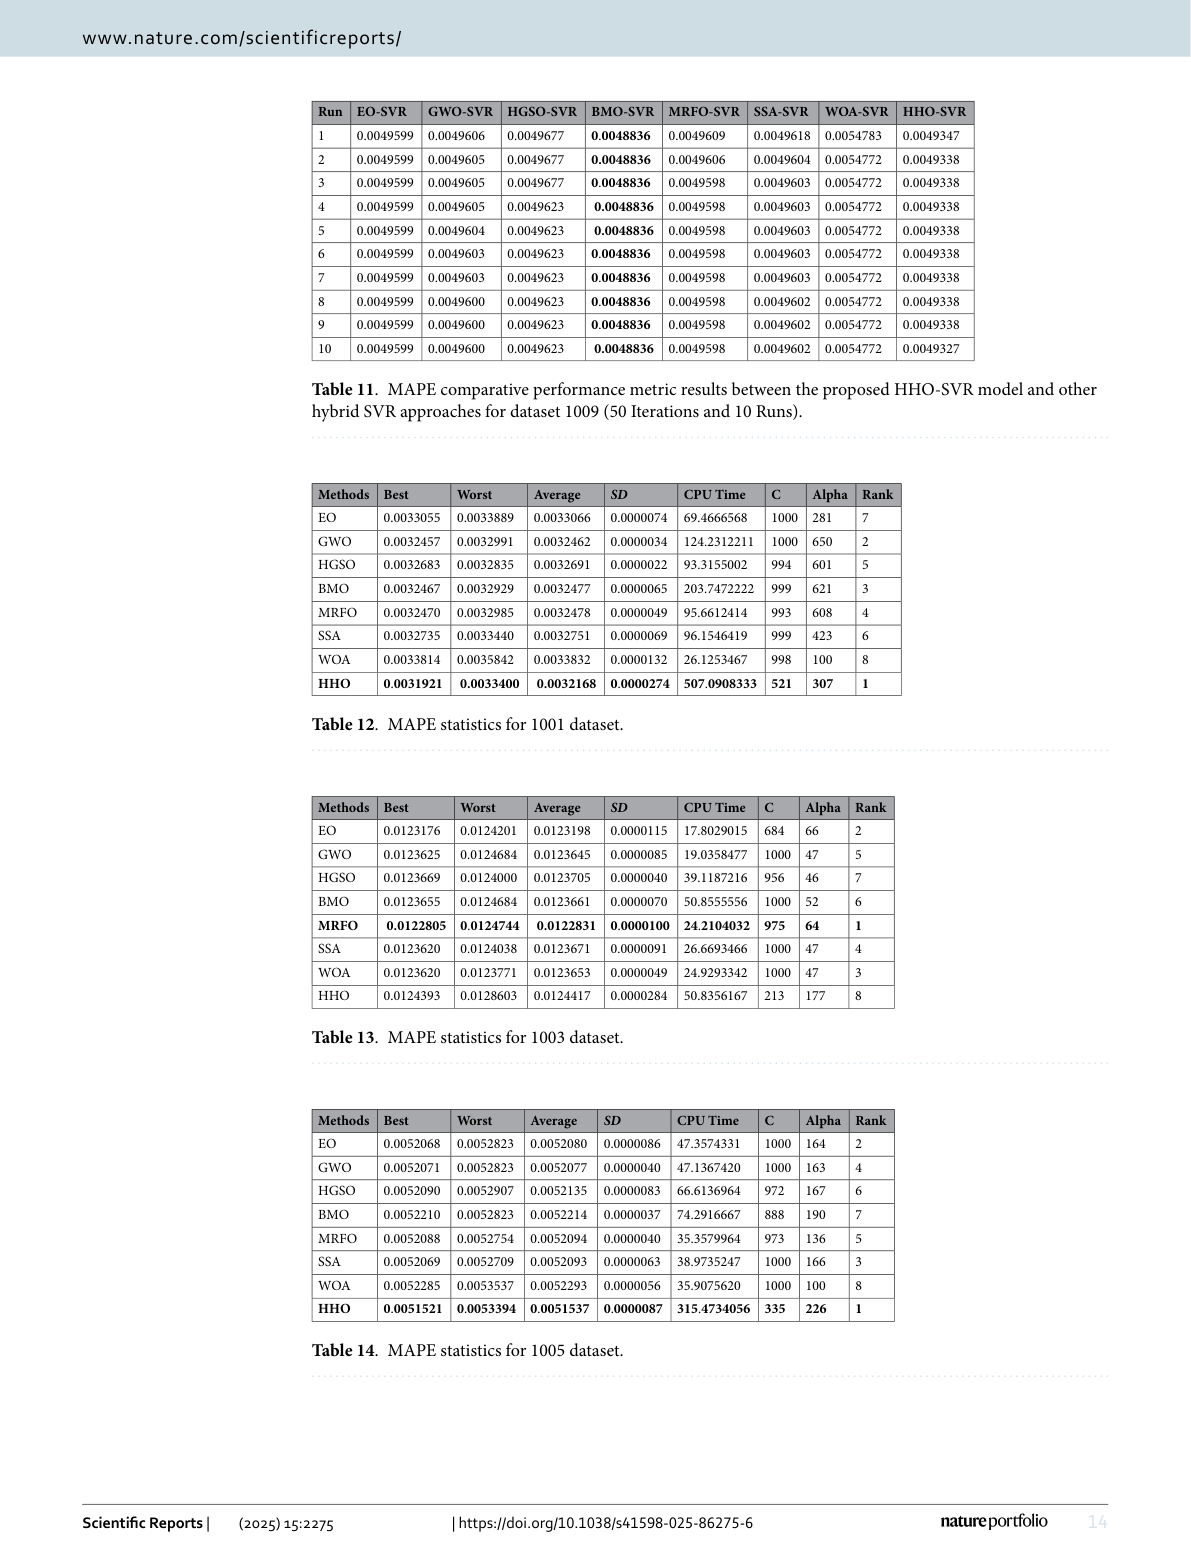 www.nature.com/scientificreports/
Run EO-SVR GWO-SVR HGSO-SVR BMO-SVR MRFO-SVR SSA-SVR WOA-SVR HHO-SVR
1 0.0049599 0.0049606 0.0049677 0.0048836 0.0049609 0.0049618 0.0054783 0.0049347
2 0.0049599 0.0049605 0.0049677 0.0048836 0.0049606 0.0049604 0.0054772 0.0049338
3 0.0049599 0.0049605 0.0049677 0.0048836 0.0049598 0.0049603 0.0054772 0.0049338
4 0.0049599 0.0049605 0.0049623 0.0048836 0.0049598 0.0049603 0.0054772 0.0049338
5 0.0049599 0.0049604 0.0049623 0.0048836 0.0049598 0.0049603 0.0054772 0.0049338
6 0.0049599 0.0049603 0.0049623 0.0048836 0.0049598 0.0049603 0.0054772 0.0049338
7 0.0049599 0.0049603 0.0049623 0.0048836 0.0049598 0.0049603 0.0054772 0.0049338
8 0.0049599 0.0049600 0.0049623 0.0048836 0.0049598 0.0049602 0.0054772 0.0049338
9 0.0049599 0.0049600 0.0049623 0.0048836 0.0049598 0.0049602 0.0054772 0.0049338
10 0.0049599 0.0049600 0.0049623 0.0048836 0.0049598 0.0049602 0.0054772 0.0049327
Table 11. MAPE comparative performance metric results between the proposed HHO-SVR model and other
hybrid SVR approaches for dataset 1009 (50 Iterations and 10 Runs).
Methods Best Worst Average SD CPU Time C Alpha Rank
EO 0.0033055 0.0033889 0.0033066 0.0000074 69.4666568 1000 281 7
GWO 0.0032457 0.0032991 0.0032462 0.0000034 124.2312211 1000 650 2
HGSO 0.0032683 0.0032835 0.0032691 0.0000022 93.3155002 994 601 5
BMO 0.0032467 0.0032929 0.0032477 0.0000065 203.7472222 999 621 3
MRFO 0.0032470 0.0032985 0.0032478 0.0000049 95.6612414 993 608 4
SSA 0.0032735 0.0033440 0.0032751 0.0000069 96.1546419 999 423 6
WOA 0.0033814 0.0035842 0.0033832 0.0000132 26.1253467 998 100 8
HHO 0.0031921 0.0033400 0.0032168 0.0000274 507.0908333 521 307 1
Table 12. MAPE statistics for 1001 dataset.
Methods Best Worst Average SD CPU Time C Alpha Rank
EO 0.0123176 0.0124201 0.0123198 0.0000115 17.8029015 684 66 2
GWO 0.0123625 0.0124684 0.0123645 0.0000085 19.0358477 1000 47 5
HGSO 0.0123669 0.0124000 0.0123705 0.0000040 39.1187216 956 46 7
BMO 0.0123655 0.0124684 0.0123661 0.0000070 50.8555556 1000 52 6
MRFO 0.0122805 0.0124744 0.0122831 0.0000100 24.2104032 975 64 1
SSA 0.0123620 0.0124038 0.0123671 0.0000091 26.6693466 1000 47 4
WOA 0.0123620 0.0123771 0.0123653 0.0000049 24.9293342 1000 47 3
HHO 0.0124393 0.0128603 0.0124417 0.0000284 50.8356167 213 177 8
Table 13. MAPE statistics for 1003 dataset.
Methods Best Worst Average SD CPU Time C Alpha Rank
EO 0.0052068 0.0052823 0.0052080 0.0000086 47.3574331 1000 164 2
GWO 0.0052071 0.0052823 0.0052077 0.0000040 47.1367420 1000 163 4
HGSO 0.0052090 0.0052907 0.0052135 0.0000083 66.6136964 972 167 6
BMO 0.0052210 0.0052823 0.0052214 0.0000037 74.2916667 888 190 7
MRFO 0.0052088 0.0052754 0.0052094 0.0000040 35.3579964 973 136 5
SSA 0.0052069 0.0052709 0.0052093 0.0000063 38.9735247 1000 166 3
WOA 0.0052285 0.0053537 0.0052293 0.0000056 35.9075620 1000 100 8
HHO 0.0051521 0.0053394 0.0051537 0.0000087 315.4734056 335 226 1
Table 14. MAPE statistics for 1005 dataset.
Scientific Reports | (2025) 15:2275 | https://doi.org/10.1038/s41598-025-86275-6 nature portfolio 14